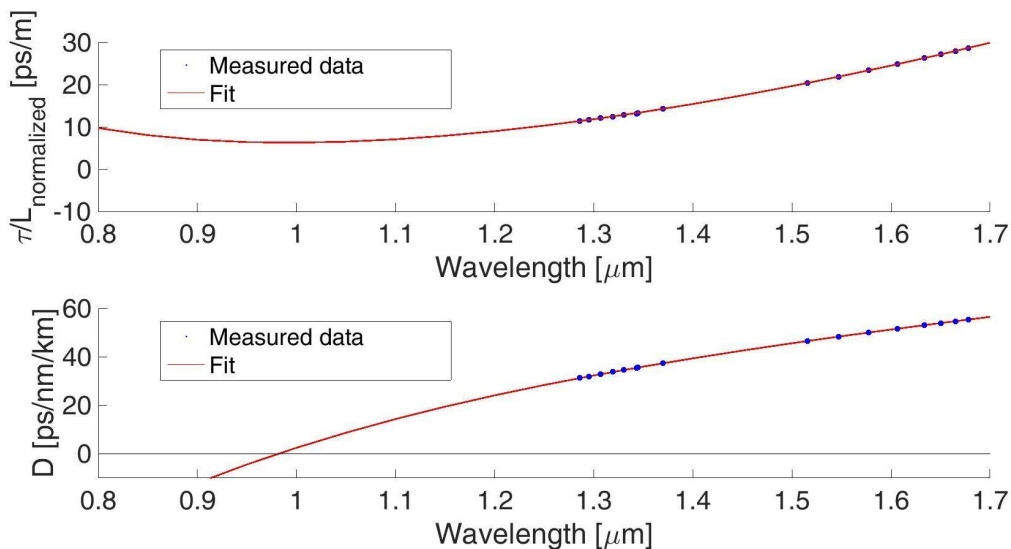 τ/L_normalized [ps/m]
30
20
10
0
-10
Measured data
Fit
0.8 0.9 1 1.1 1.2 1.3 1.4 1.5 1.6 1.7
Wavelength [μm]
D [ps/nm/km]
60
40
20
0
Measured data
Fit
0.8 0.9 1 1.1 1.2 1.3 1.4 1.5 1.6 1.7
Wavelength [μm]